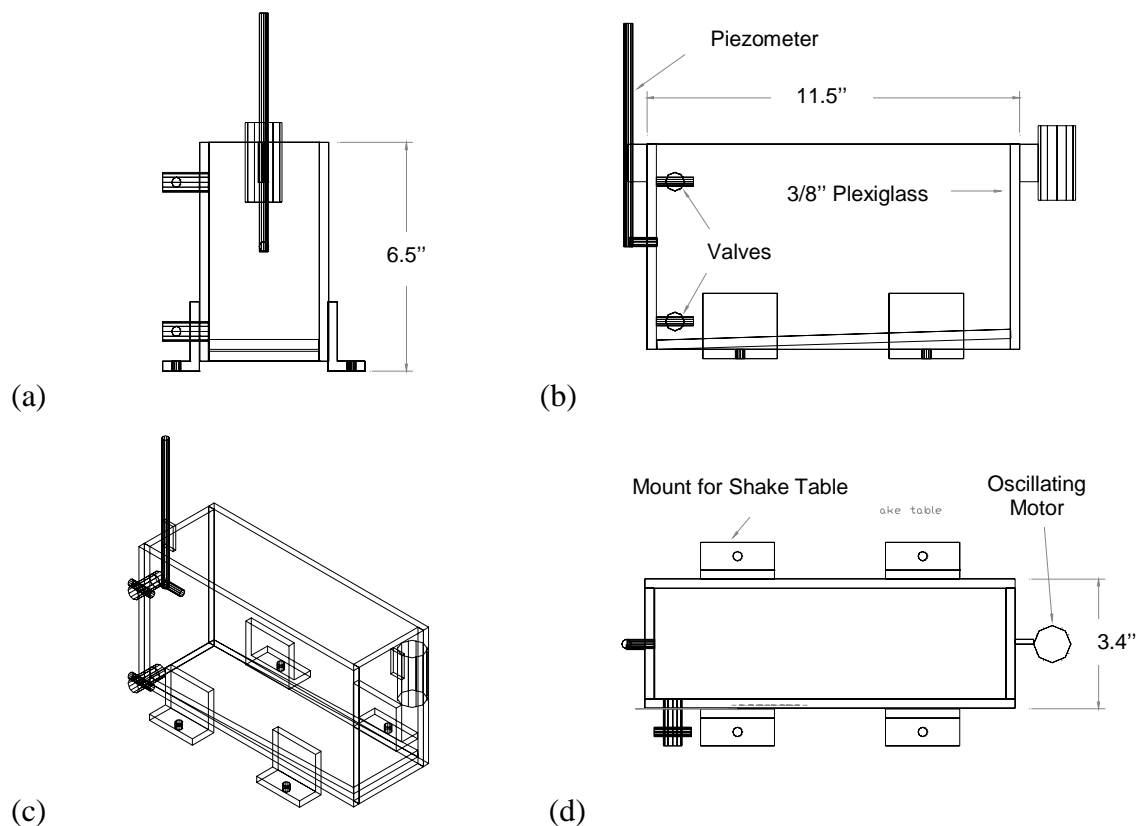 Piezometer
11.5’’
3/8’’ Plexiglass
Valves
6.5’’
(a)
(b)
Mount for Shake Table
Oscillating
Motor
ake table
3.4’’
(c)
(d)